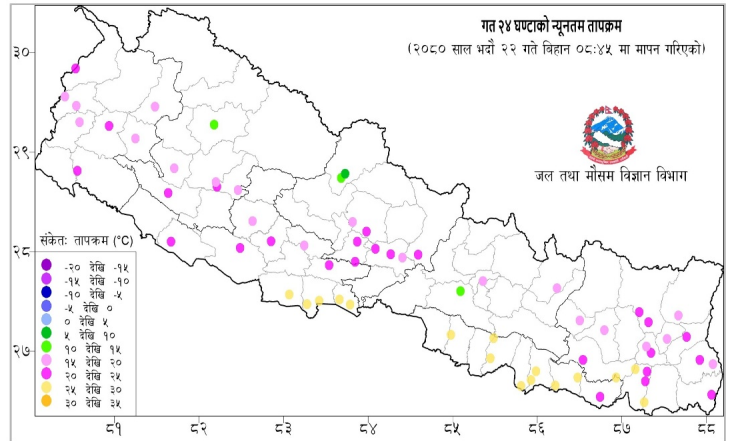 गत २४ घण्टाको न्यूनतम तापक्रम
(२०८० साल भदौ २२ गते बिहान ०८:४५ मा मापन गरिएको)
जल तथा मौसम विज्ञान विभाग
३०
२९
२८
२७
संकेत: तापक्रम (°C)
-२० देखि -१५
-१५ देखि -१०
-१० देखि -५
-५ देखि ०
० देखि ५
५ देखि १०
१० देखि १५
१५ देखि २०
२० देखि २५
२५ देखि ३०
३० देखि ३५
८१ ८२ ८३ ८४ ८५ ८६ ८७ ८८